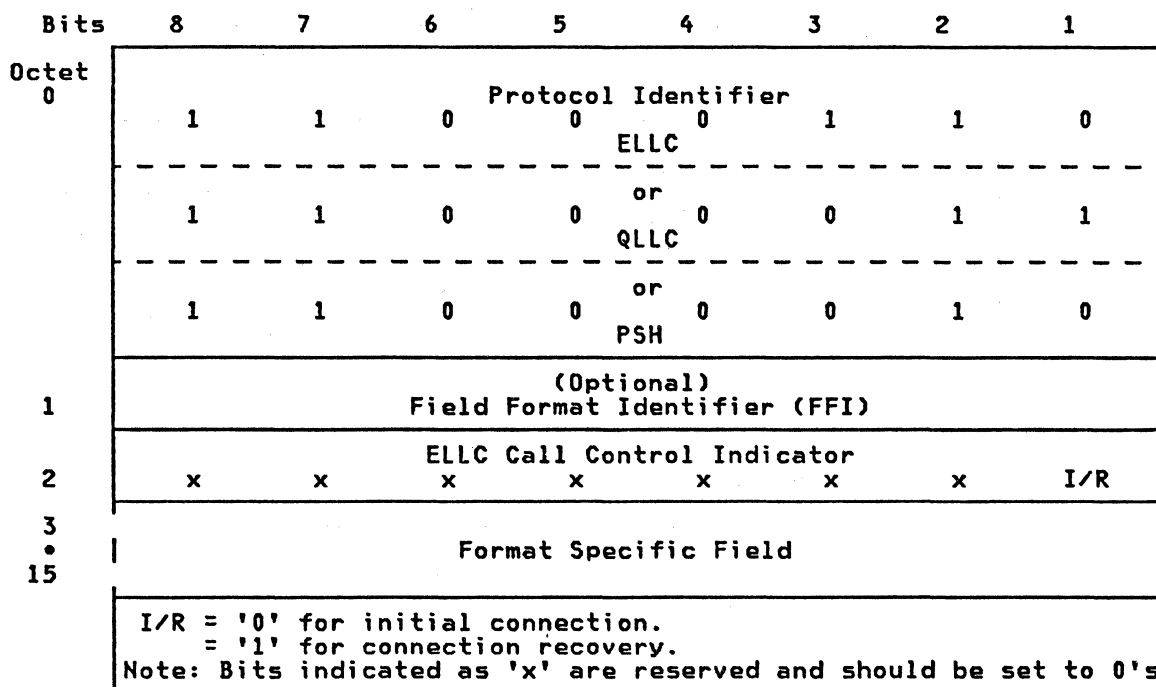 Bits 8 7 6 5 4 3 2 1
Octet
0
Protocol Identifier
1 1 0 0 0 1 1 0
ELLC
or
1 1 0 0 0 0 1 1
QLLC
or
1 1 0 0 0 0 1 0
PSH
(Optional)
1 Field Format Identifier (FFI)
ELLC Call Control Indicator
2 x x x x x x x I/R
3
• Format Specific Field
15
I/R = '0' for initial connection.
= '1' for connection recovery.
Note: Bits indicated as 'x' are reserved and should be set to 0's